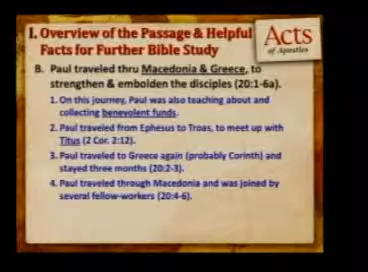 I. Overview of the Passage & Helpful
Facts for Further Bible Study
Acts
of Apostles
B. Paul traveled thru Macedonia & Greece, to
strengthen & embolden the disciples (20:1-6a).
1. On this journey, Paul was also teaching about and
collecting benevolent funds.
2. Paul traveled from Ephesus to Troas, to meet up with
Titus (2 Cor. 2:12).
3. Paul traveled to Greece again (probably Corinth) and
stayed three months (20:2-3).
4. Paul traveled through Macedonia and was joined by
several fellow-workers (20:4-6).